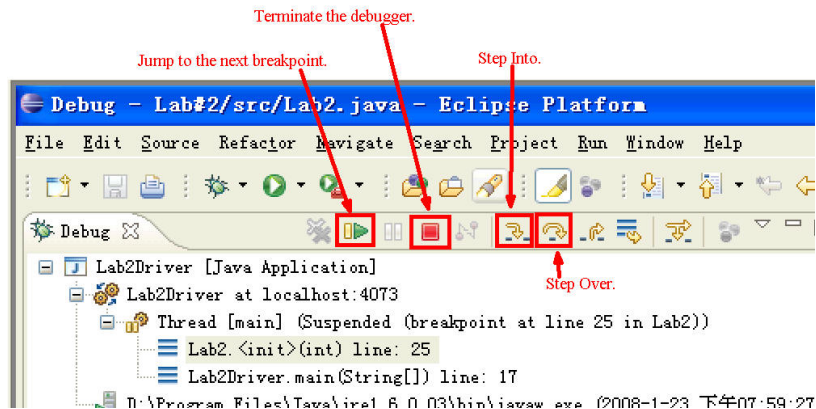 Terminate the debugger.
Jump to the next breakpoint.
Step Into.
Debug - Lab#2/src/Lab2.java - Eclipse Platform
File Edit Source Refactor Navigate Search Project Run Window Help
Debug
Step Over.
Lab2Driver [Java Application]
Lab2Driver at localhost:4073
Thread [main] (Suspended (breakpoint at line 25 in Lab2))
Lab2.<init>(int) line: 25
Lab2Driver.main(String[]) line: 17
D:\Program Files\Java\jre1.6.0_03\bin\javaw.exe (2008-1-23 下午07:59:27